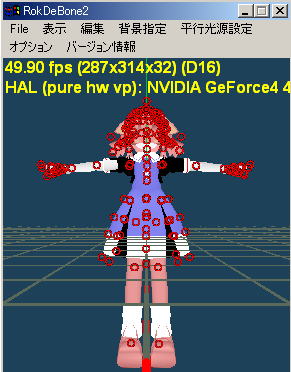 RokDeBone2
File 表示 編集 背景指定 平行光源設定
オプション バージョン情報
49.90 fps (287x314x32) (D16)
HAL (pure hw vp): NVIDIA GeForce4 4